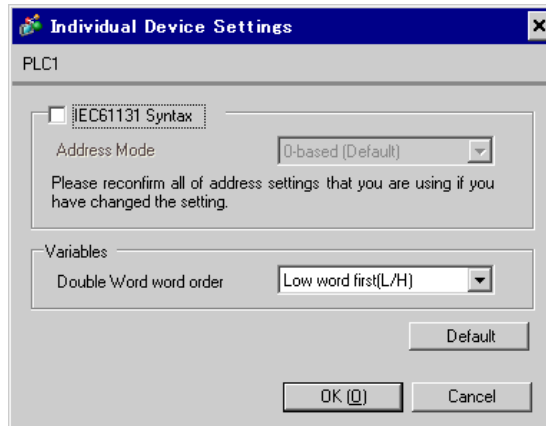 Individual Device Settings
PLC1
IEC61131 Syntax
Address Mode 0-based (Default)
Please reconfirm all of address settings that you are using if you
have changed the setting.
Variables
Double Word word order Low word first(L/H)
Default
OK (O) Cancel